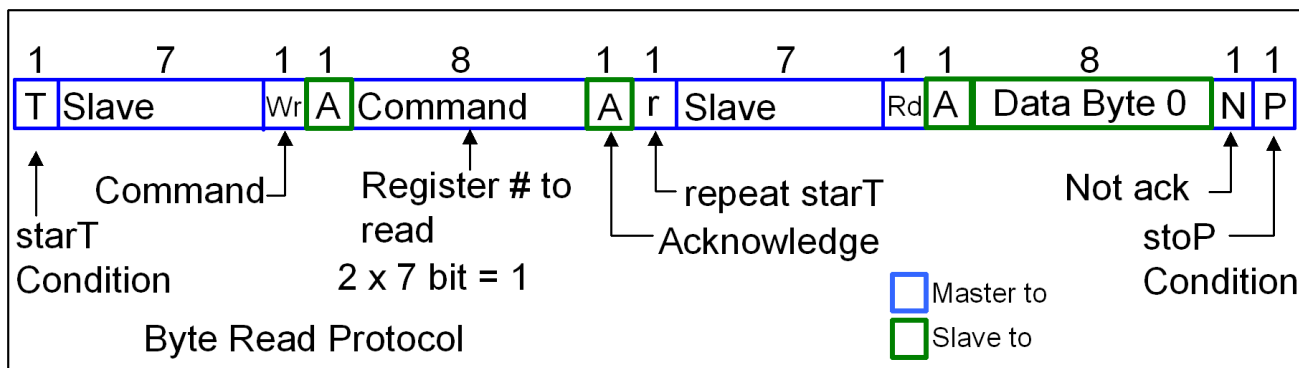 1 7 1 1 8 1 1 7 1 1 8 1 1
T Slave Wr A Command A r Slave Rd A Data Byte 0 N P
Command
Register # to
read
2 x 7 bit = 1
repeat starT
Acknowledge
Not ack
starT
Condition
stoP
Condition
Master to
Slave to
Byte Read Protocol